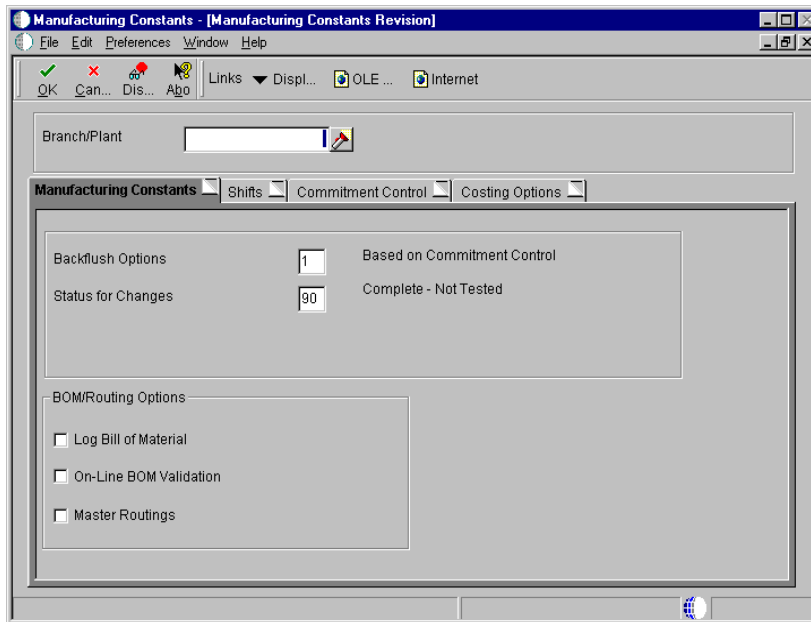 Manufacturing Constants - [Manufacturing Constants Revision]
File Edit Preferences Window Help
OK Can... Dis... Abo Links Displ... OLE ... Internet
Branch/Plant
Manufacturing Constants Shifts Commitment Control Costing Options
Backflush Options 1 Based on Commitment Control
Status for Changes 90 Complete - Not Tested
BOM/Routing Options
Log Bill of Material
On-Line BOM Validation
Master Routings